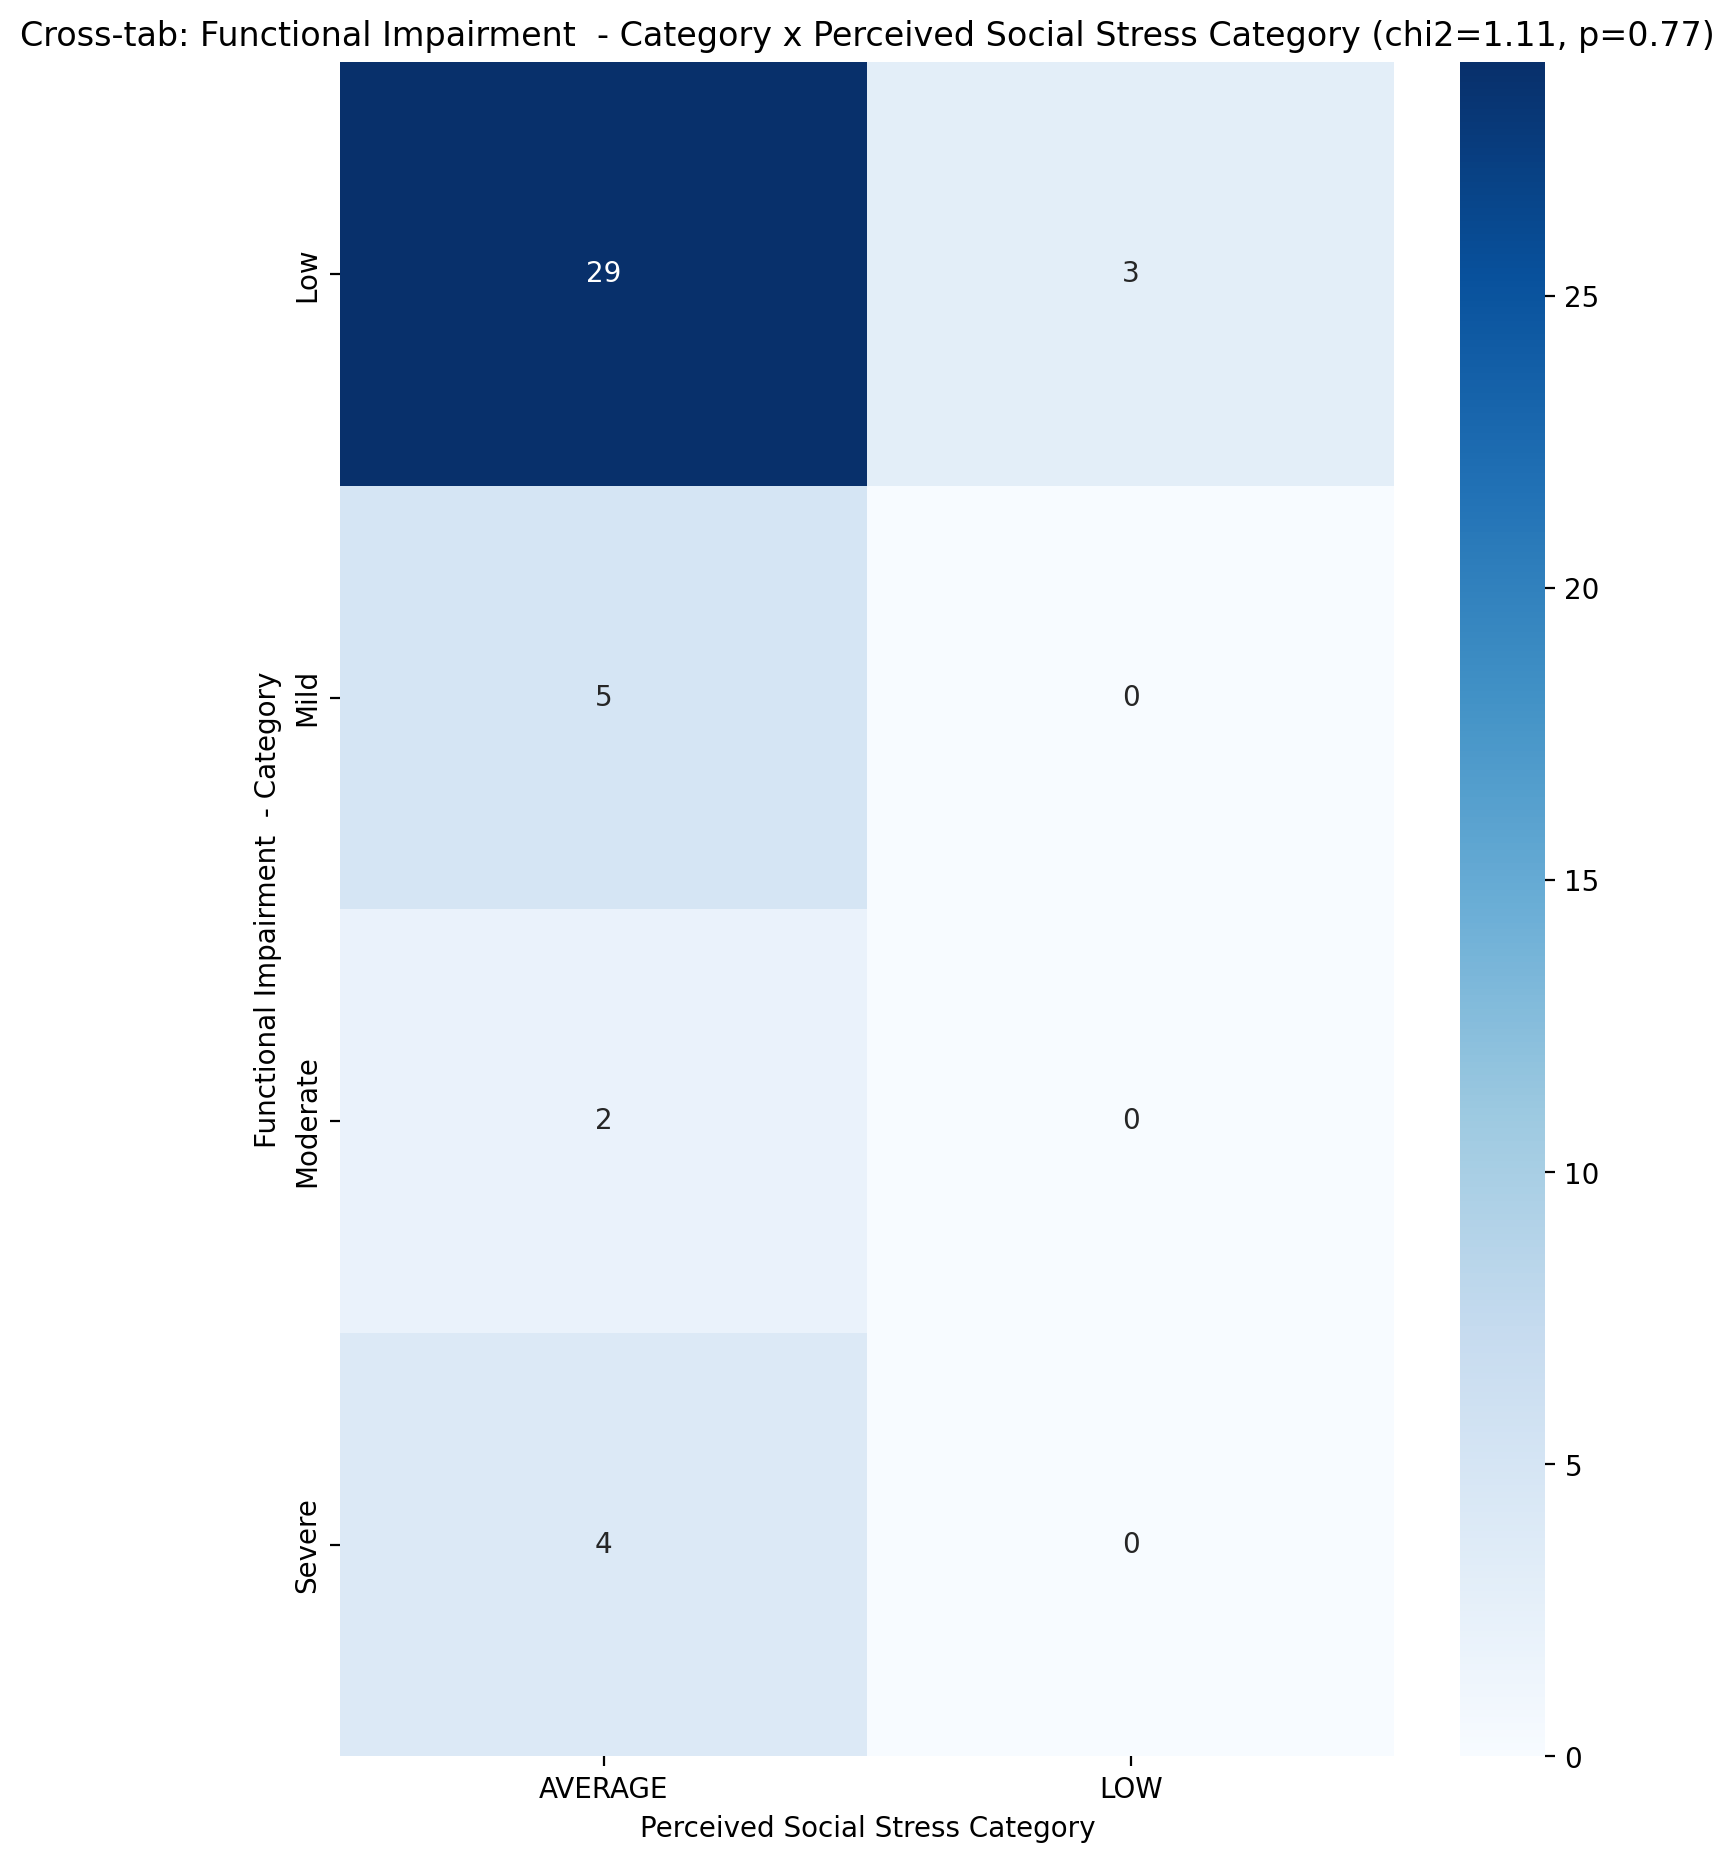 Cross-tab: Functional Impairment  - Category x Perceived Social Stress Category (chi2=1.11, p=0.77)
Functional Impairment  - Category
Low
29
3
Mild
5
0
Moderate
2
0
Severe
4
0
AVERAGE
LOW
Perceived Social Stress Category
25
20
15
10
5
0